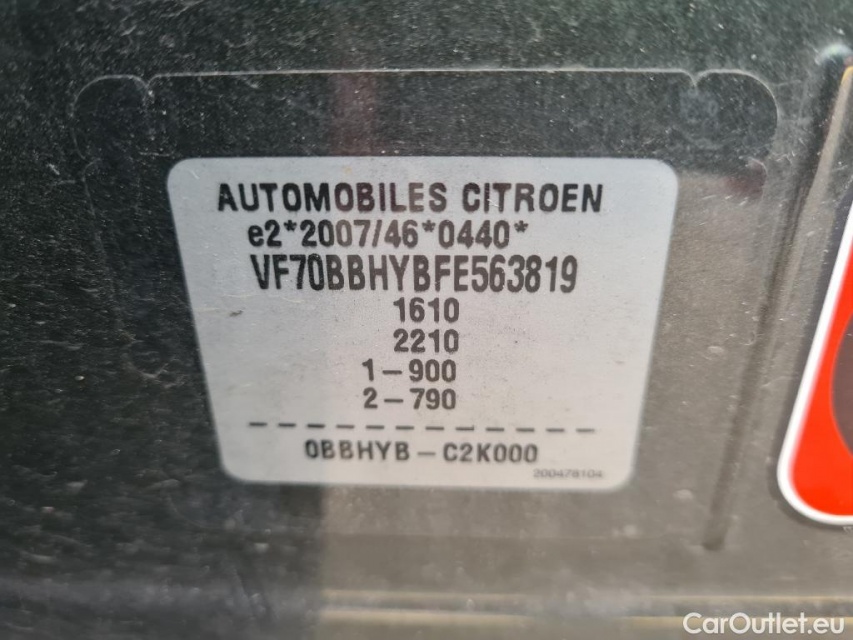 AUTOMOBILES CITROEN
e2*2007/46*0440*
VF70BBHYBFE563819
1610
2210
1-900
2-790
0BBHYB-C2K000
200478104
CarOutlet.eu